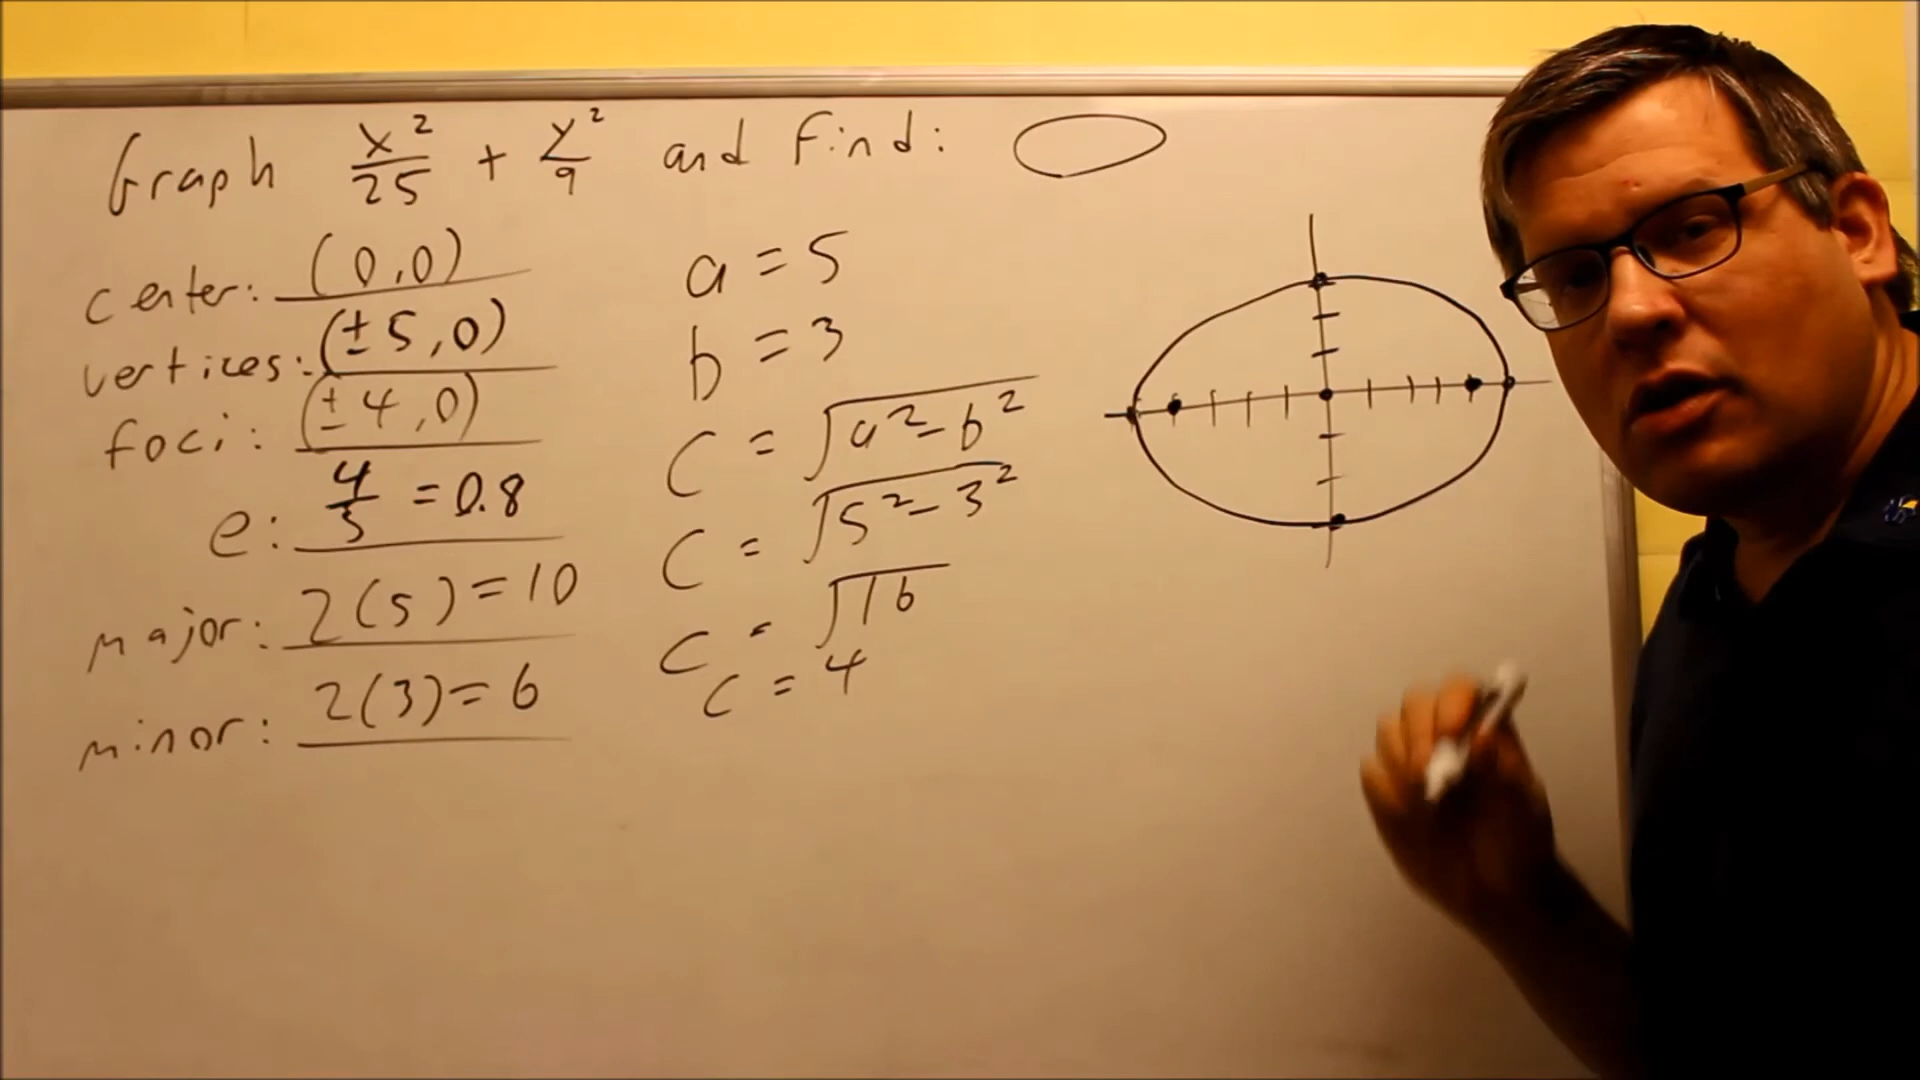 Graph x²/25 + y²/9 and find:
center: (0,0)
vertices: (±5,0)
foci: (±4,0)
e: 4/5 = 0.8
major: 2(5)=10
minor: 2(3)=6
a = 5
b = 3
c = √a²-b²
c = √5²-3²
c = √16
c = 4